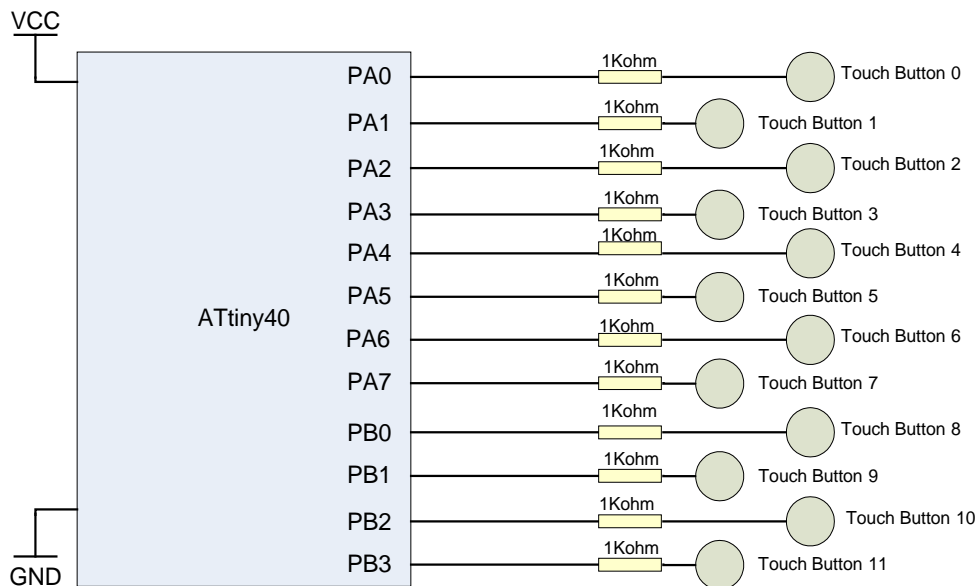 VCC
PA0 1Kohm Touch Button 0
PA1 1Kohm Touch Button 1
PA2 1Kohm Touch Button 2
PA3 1Kohm Touch Button 3
PA4 1Kohm Touch Button 4
PA5 1Kohm Touch Button 5
ATtiny40
PA6 1Kohm Touch Button 6
PA7 1Kohm Touch Button 7
PB0 1Kohm Touch Button 8
PB1 1Kohm Touch Button 9
PB2 1Kohm Touch Button 10
PB3 1Kohm Touch Button 11
GND